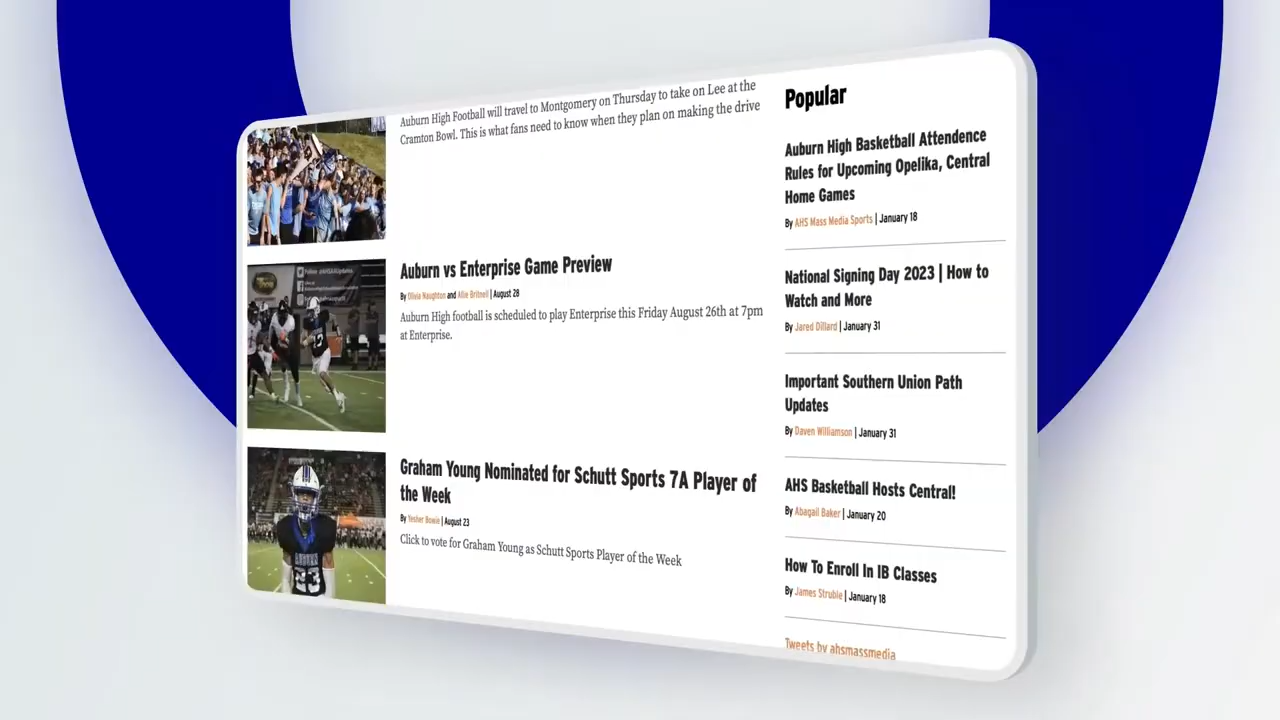 Auburn High Football will travel to Montgomery on Thursday to take on Lee at the
Cramton Bowl. This is what fans need to know when they plan on making the drive
Auburn vs Enterprise Game Preview
By Olivia Naughton and Allie Britnell | August 28
Auburn High football is scheduled to play Enterprise this Friday August 26th at 7pm
at Enterprise.
Graham Young Nominated for Schutt Sports 7A Player of
the Week
By Yesher Bowie | August 23
Click to vote for Graham Young as Schutt Sports Player of the Week
AUBURN
23
Popular
Auburn High Basketball Attendence
Rules for Upcoming Opelika, Central
Home Games
By AHS Mass Media Sports | January 18
National Signing Day 2023 | How to
Watch and More
By Jared Dillard | January 31
Important Southern Union Path
Updates
By Daven Williamson | January 31
AHS Basketball Hosts Central!
By Abagail Baker | January 20
How To Enroll In IB Classes
By James Struble | January 18
Tweets by ahsmassmedia